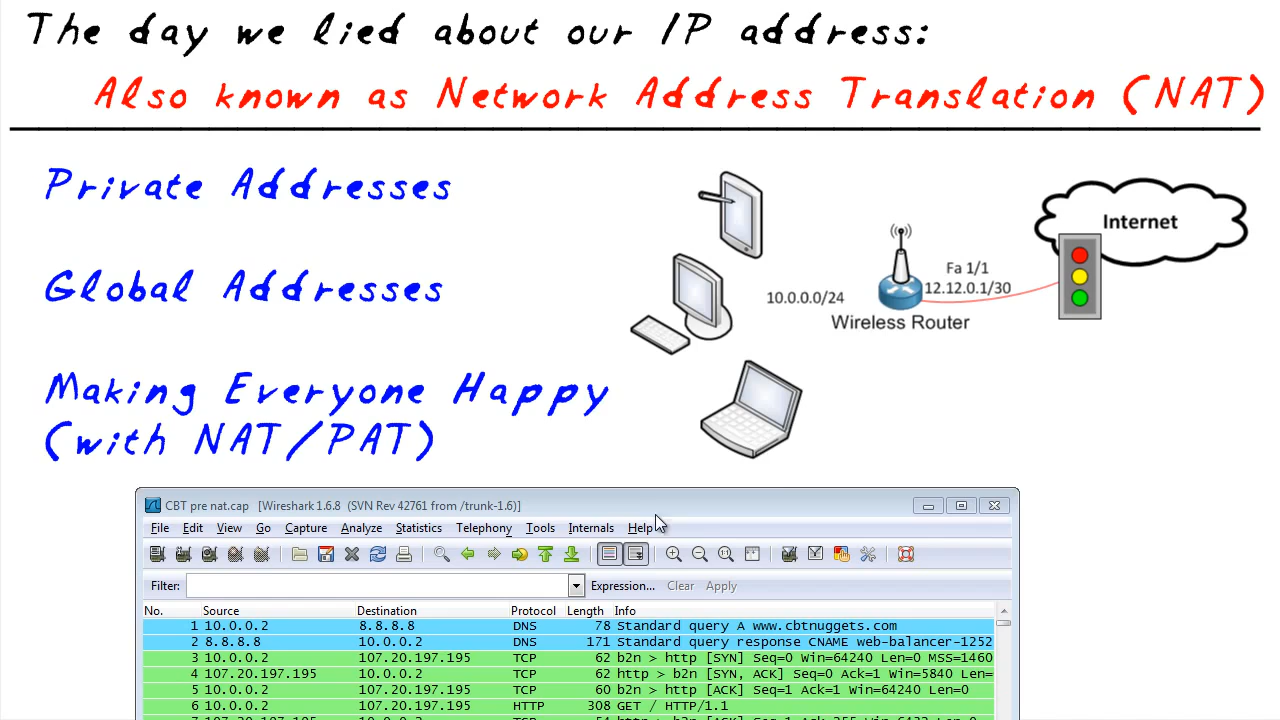 The day we lied about our IP address:
Also known as Network Address Translation (NAT)
Private Addresses
Global Addresses
Making Everyone Happy
(with NAT/PAT)
Internet
Fa 1/1
12.12.0.1/30
10.0.0.0/24
Wireless Router
CBT pre nat.cap [Wireshark 1.6.8 (SVN Rev 42761 from /trunk-1.6)]
File Edit View Go Capture Analyze Statistics Telephony Tools Internals Help
Filter: Expression... Clear Apply
No. Source Destination Protocol Length Info
1 10.0.0.2 8.8.8.8 DNS 78 Standard query A www.cbtnuggets.com
2 8.8.8.8 10.0.0.2 DNS 171 Standard query response CNAME web-balancer-1252
3 10.0.0.2 107.20.197.195 TCP 62 b2n > http [SYN] Seq=0 Win=64240 Len=0 MSS=1460
4 107.20.197.195 10.0.0.2 TCP 62 http > b2n [SYN, ACK] Seq=0 Ack=1 Win=5840 Len=
5 10.0.0.2 107.20.197.195 TCP 60 b2n > http [ACK] Seq=1 Ack=1 Win=64240 Len=0
6 10.0.0.2 107.20.197.195 HTTP 308 GET / HTTP/1.1